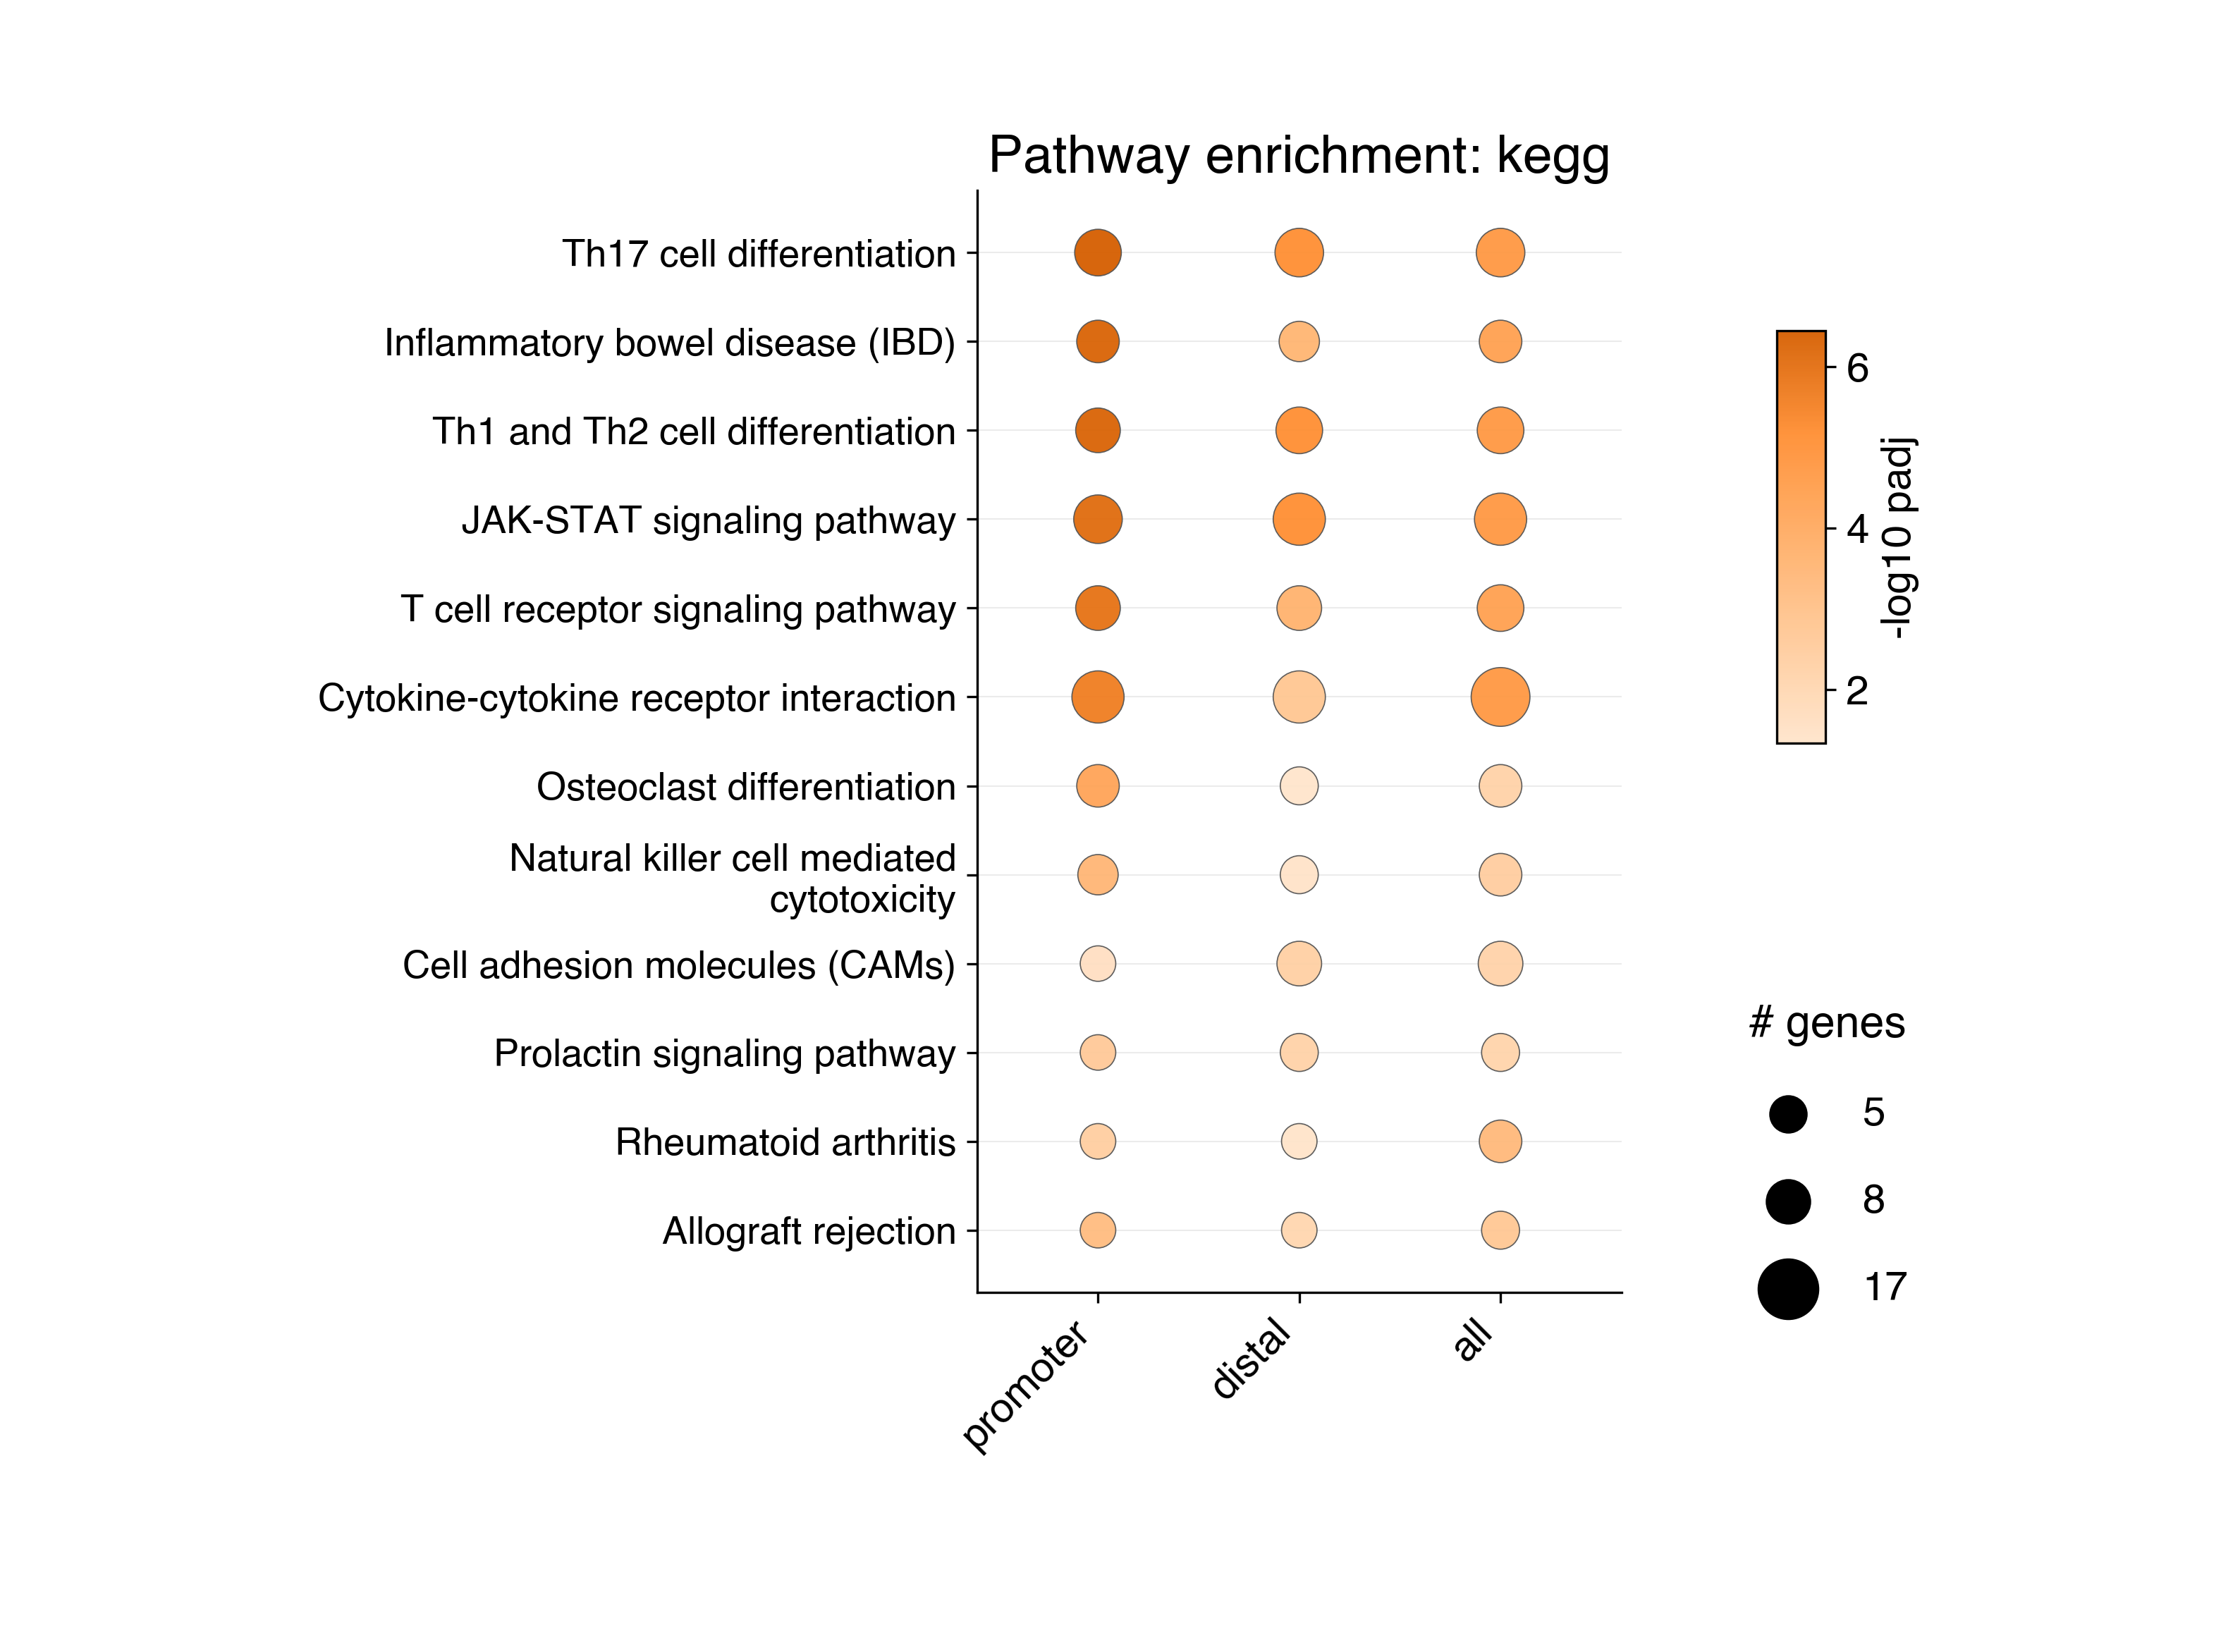 Pathway enrichment: kegg
Th17 cell differentiation
Inflammatory bowel disease (IBD)
Th1 and Th2 cell differentiation
JAK-STAT signaling pathway
T cell receptor signaling pathway
Cytokine-cytokine receptor interaction
Osteoclast differentiation
Natural killer cell mediated
cytotoxicity
Cell adhesion molecules (CAMs)
Prolactin signaling pathway
Rheumatoid arthritis
Allograft rejection
promoter
distal
all
6
4
2
-log10 padj
# genes
5
8
17